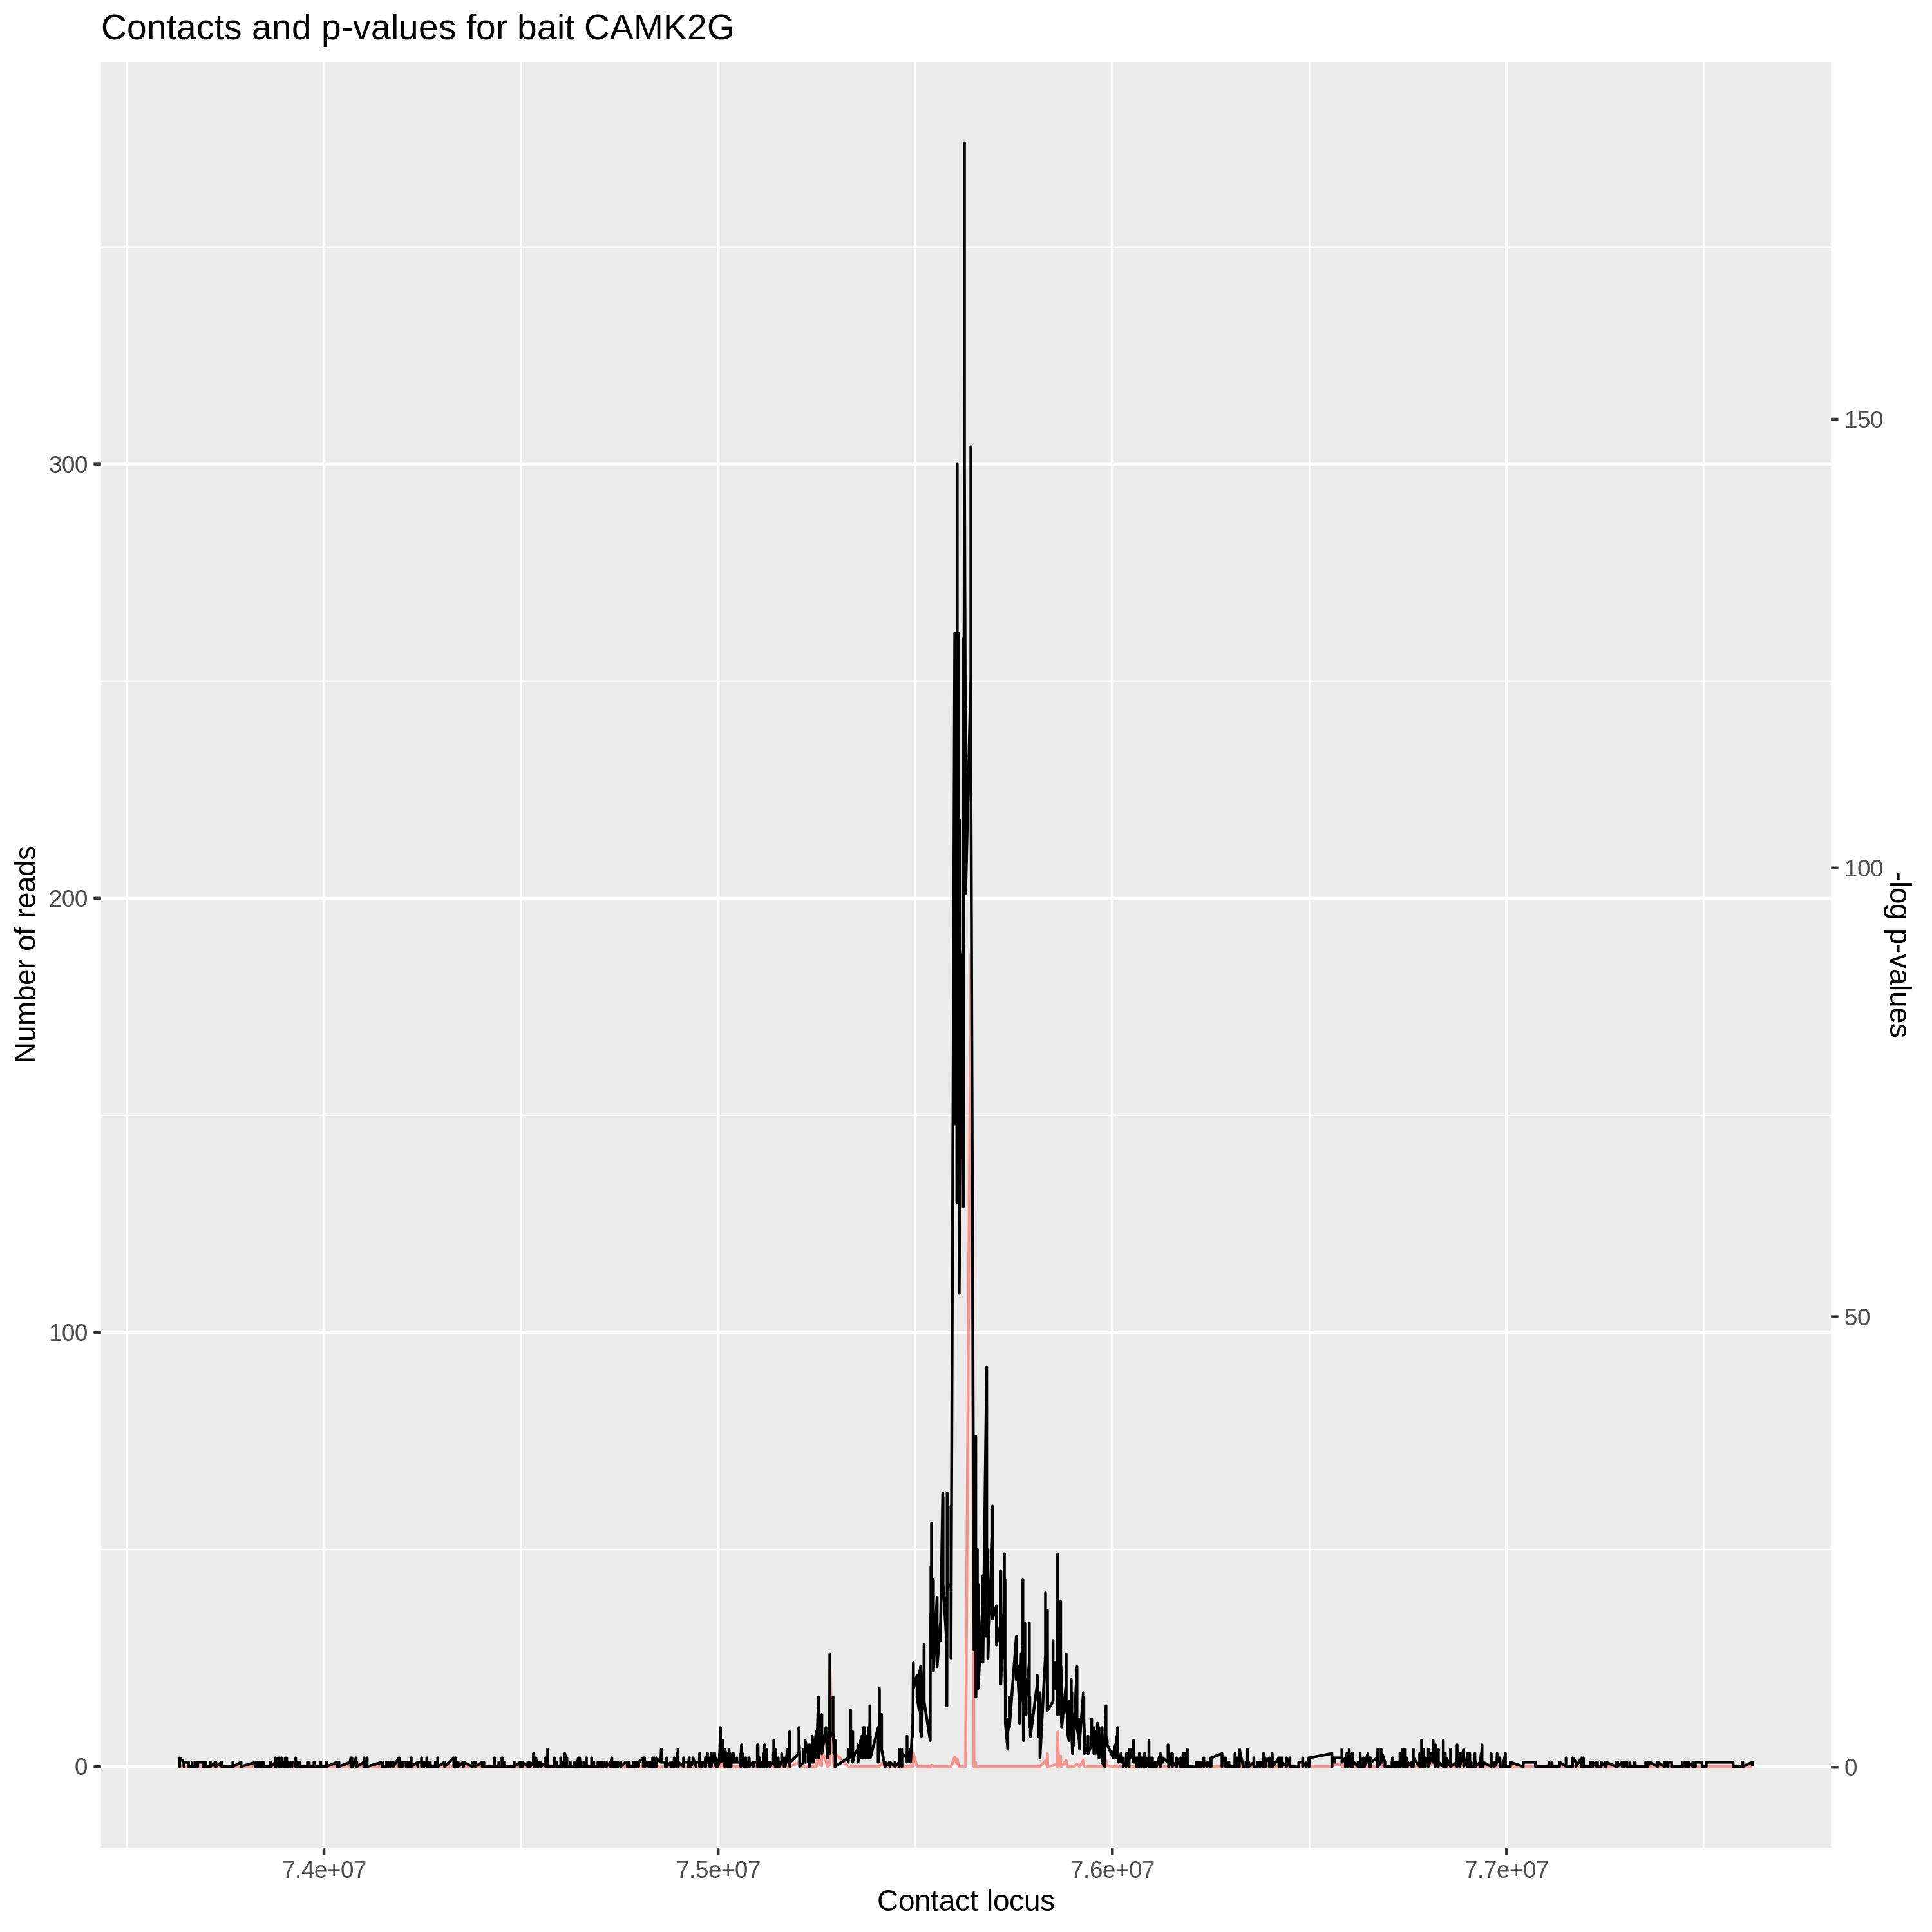 Contacts and p-values for bait CAMK2G
Number of reads
300
200
100
0
150
100
50
0
-log p-values
7.4e+07 7.5e+07 7.6e+07 7.7e+07
Contact locus